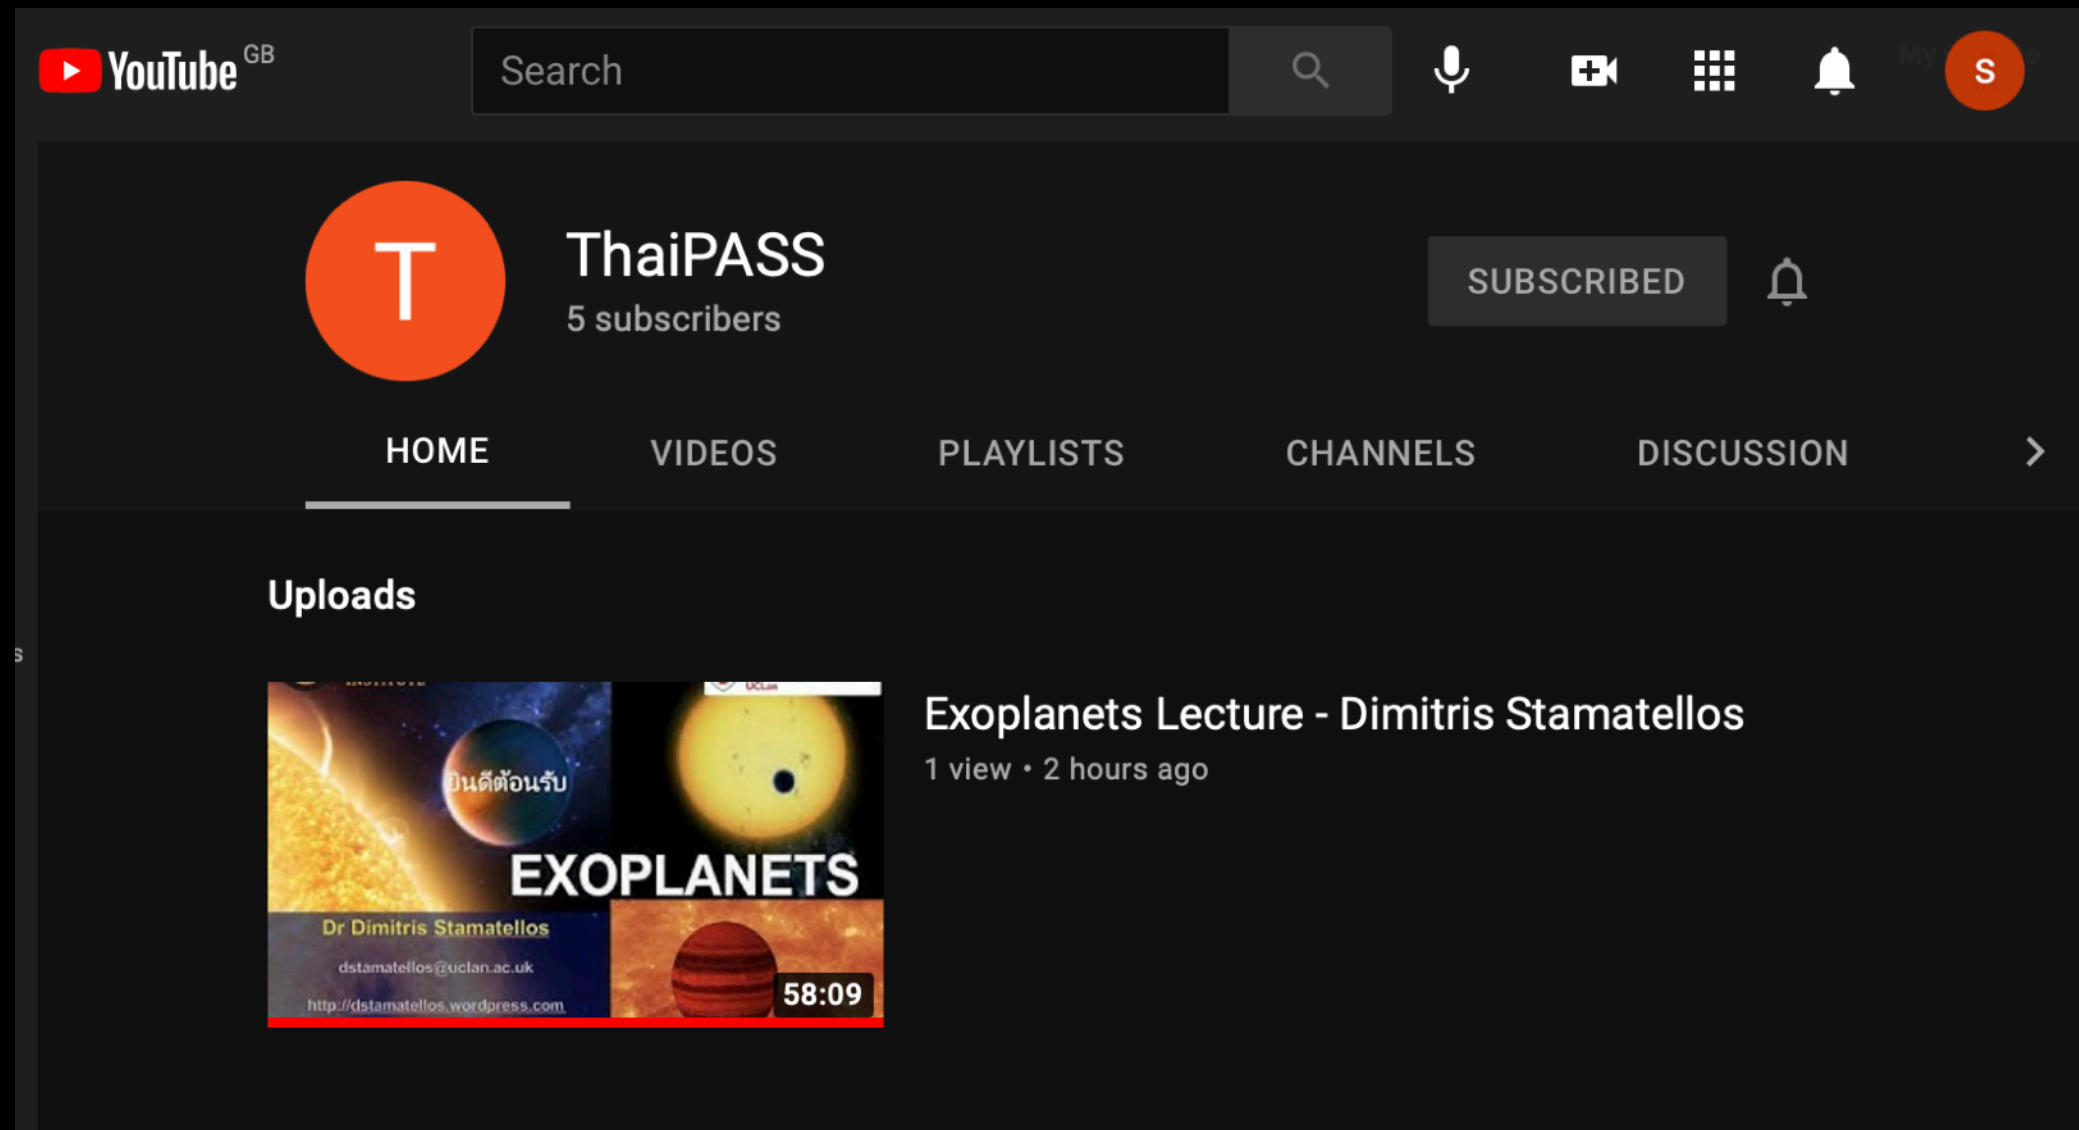 YouTube GB
Search
S
T
ThaiPASS
5 subscribers
SUBSCRIBED
HOME
VIDEOS
PLAYLISTS
CHANNELS
DISCUSSION
Uploads
s
UCLan
ยินดีต้อนรับ
EXOPLANETS
Dr Dimitris Stamatellos
dstamatellos@uclan.ac.uk
http://dstamatellos.wordpress.com
58:09
Exoplanets Lecture - Dimitris Stamatellos
1 view • 2 hours ago